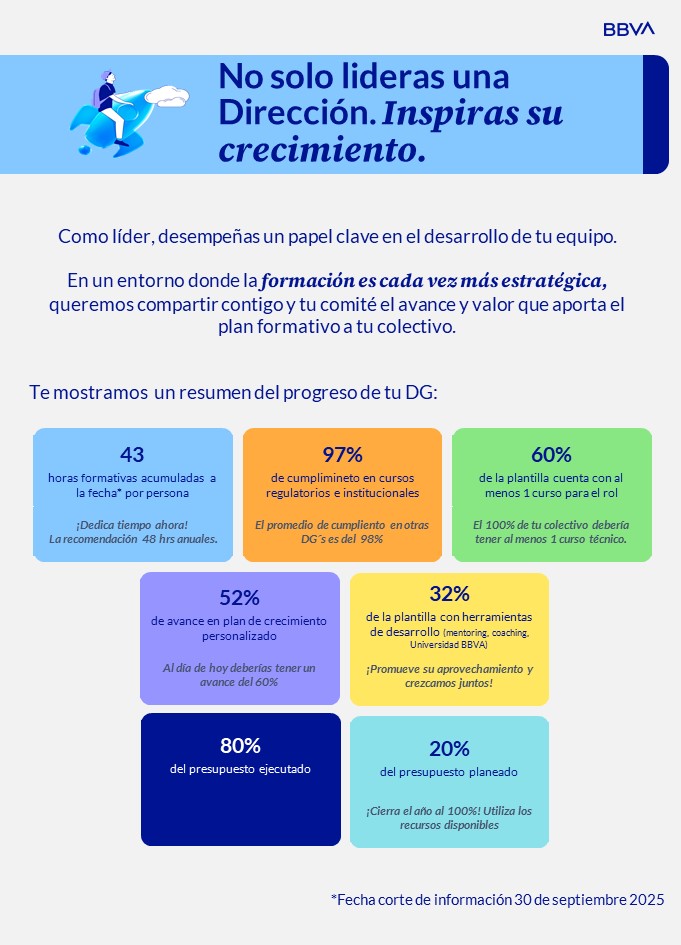 BBVA
No solo lideras una
Dirección. Inspiras su
crecimiento.
Como líder, desempeñas un papel clave en el desarrollo de tu equipo.
En un entorno donde la formación es cada vez más estratégica,
queremos compartir contigo y tu comité el avance y valor que aporta el
plan formativo a tu colectivo.
Te mostramos un resumen del progreso de tu DG:
43
horas formativas acumuladas a
la fecha* por persona
¡Dedica tiempo ahora!
La recomendación 48 hrs anuales.
97%
de cumplimineto en cursos
regulatorios e institucionales
El promedio de cumpliento en otras
DG´s es del 98%
60%
de la plantilla cuenta con al
menos 1 curso para el rol
El 100% de tu colectivo debería
tener al menos 1 curso técnico.
52%
de avance en plan de crecimiento
personalizado
Al día de hoy deberías tener un
avance del 60%
32%
de la plantilla con herramientas
de desarrollo (mentoring, coaching,
Universidad BBVA)
¡Promueve su aprovechamiento y
crezcamos juntos!
80%
del presupuesto ejecutado
20%
del presupuesto planeado
¡Cierra el año al 100%! Utiliza los
recursos disponibles
*Fecha corte de información 30 de septiembre 2025